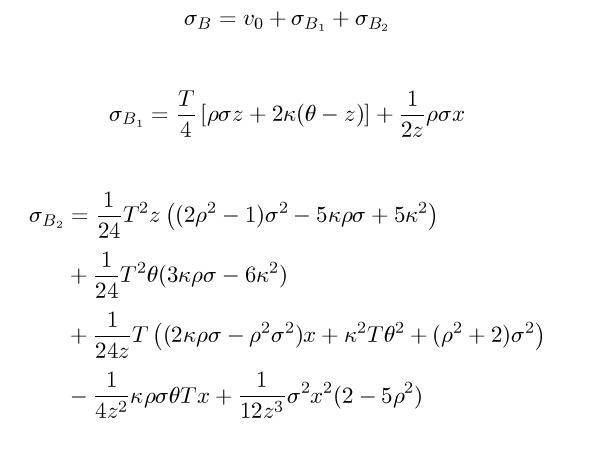 σ_B = v_0 + σ_{B_1} + σ_{B_2}
σ_{B_1} = \frac{T}{4} [ρσz + 2κ(θ − z)] + \frac{1}{2z} ρσx
σ_{B_2} = \frac{1}{24} T^2 z ((2ρ^2 − 1)σ^2 − 5κρσ + 5κ^2)
+ \frac{1}{24} T^2 θ(3κρσ − 6κ^2)
+ \frac{1}{24z} T ((2κρσ − ρ^2σ^2)x + κ^2Tθ^2 + (ρ^2 + 2)σ^2)
− \frac{1}{4z^2} κρσθTx + \frac{1}{12z^3} σ^2x^2(2 − 5ρ^2)